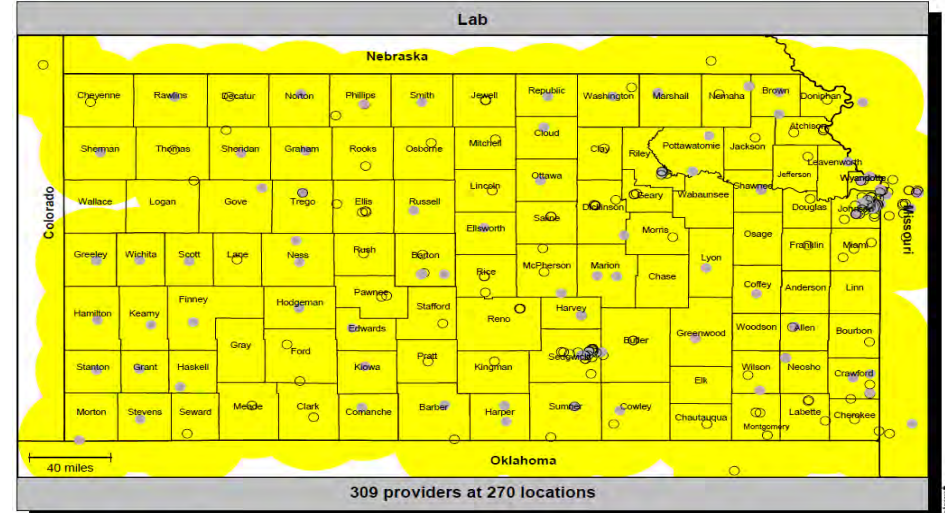 Lab
Nebraska
Cheyenne Rawlins Decatur Norton Phillips Smith Jewell Republic Washington Marshall Nemaha Brown Doniphan
Atchison
Cloud
Sherman Thomas Sheridan Graham Rooks Osborne Mitchell Clay Riley Pottawatomie Jackson
Leavenworth
Jefferson
Ottawa
Wyandotte
Lincoln
Shawnee
Wallace Logan Gove Trego Ellis Russell Dickinson Geary Wabaunsee Douglas Johnson
Colorado
Missouri
Saline
Ellsworth Morris Osage
Greeley Wichita Scott Lane Ness Rush Barton Rice McPherson Marion Lyon Franklin Miami
Chase
Coffey Anderson Linn
Pawnee
Hamilton Kearny Finney Hodgeman Stafford Reno Harvey
Edwards
Gray Ford Sedgwick Butler Greenwood Woodson Allen Bourbon
Stanton Grant Haskell Kiowa Pratt Kingman Wilson Neosho Crawford
Elk
Morton Stevens Seward Meade Clark Comanche Barber Harper Sumner Cowley Chautauqua Labette Cherokee
Montgomery
40 miles
Oklahoma
309 providers at 270 locations